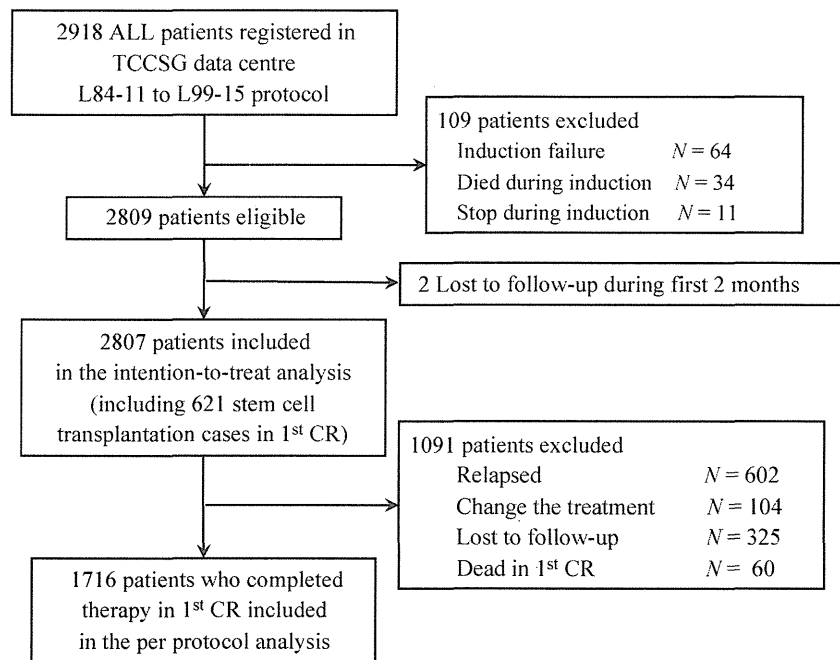 2918 ALL patients registered in
TCCSG data centre
L84-11 to L99-15 protocol
109 patients excluded
Induction failure N = 64
Died during induction N = 34
Stop during induction N = 11
2809 patients eligible
2 Lost to follow-up during first 2 months
2807 patients included
in the intention-to-treat analysis
(including 621 stem cell
transplantation cases in 1st CR)
1091 patients excluded
Relapsed N = 602
Change the treatment N = 104
Lost to follow-up N = 325
Dead in 1st CR N = 60
1716 patients who completed
therapy in 1st CR included
in the per protocol analysis